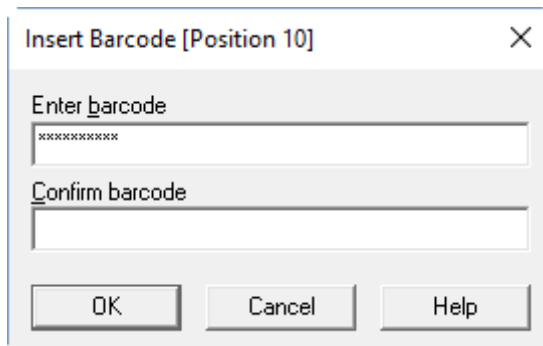 Insert Barcode [Position 10]
Enter barcode
**********
Confirm barcode
OK Cancel Help